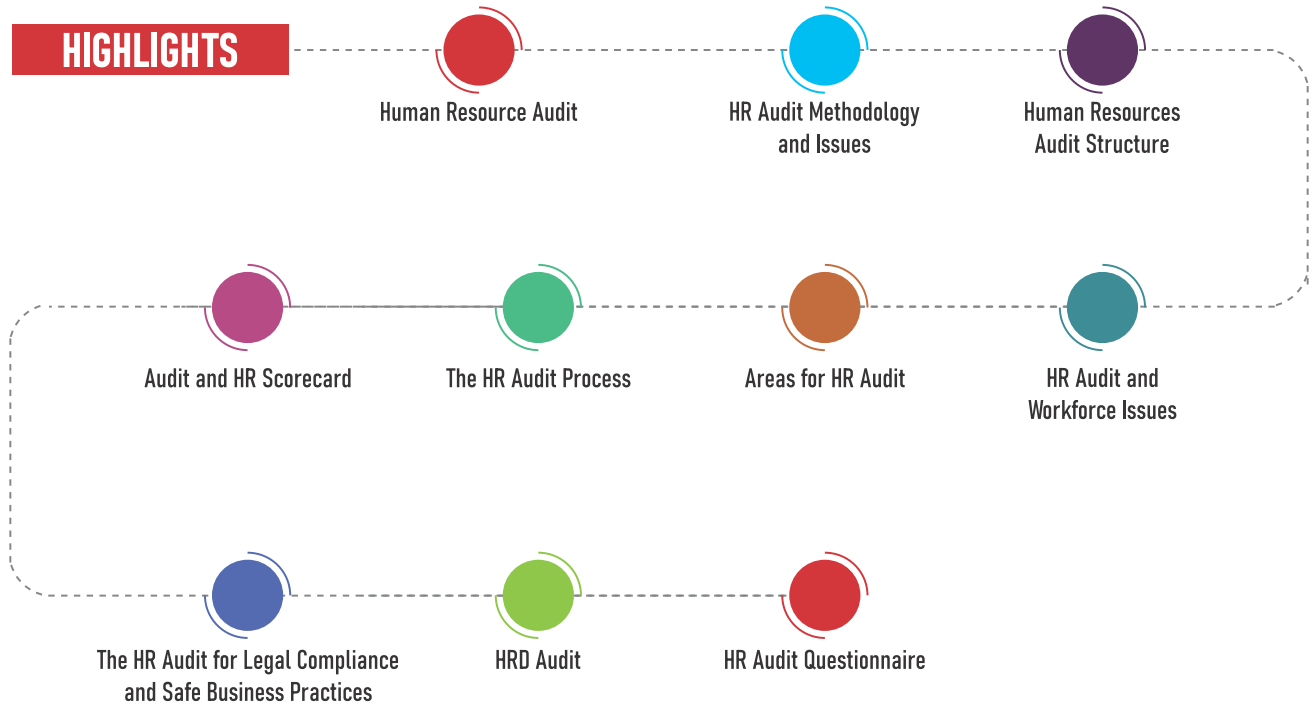 HIGHLIGHTS
Human Resource Audit
HR Audit Methodology
and Issues
Human Resources
Audit Structure
Audit and HR Scorecard
The HR Audit Process
Areas for HR Audit
HR Audit and
Workforce Issues
The HR Audit for Legal Compliance
and Safe Business Practices
HRD Audit
HR Audit Questionnaire